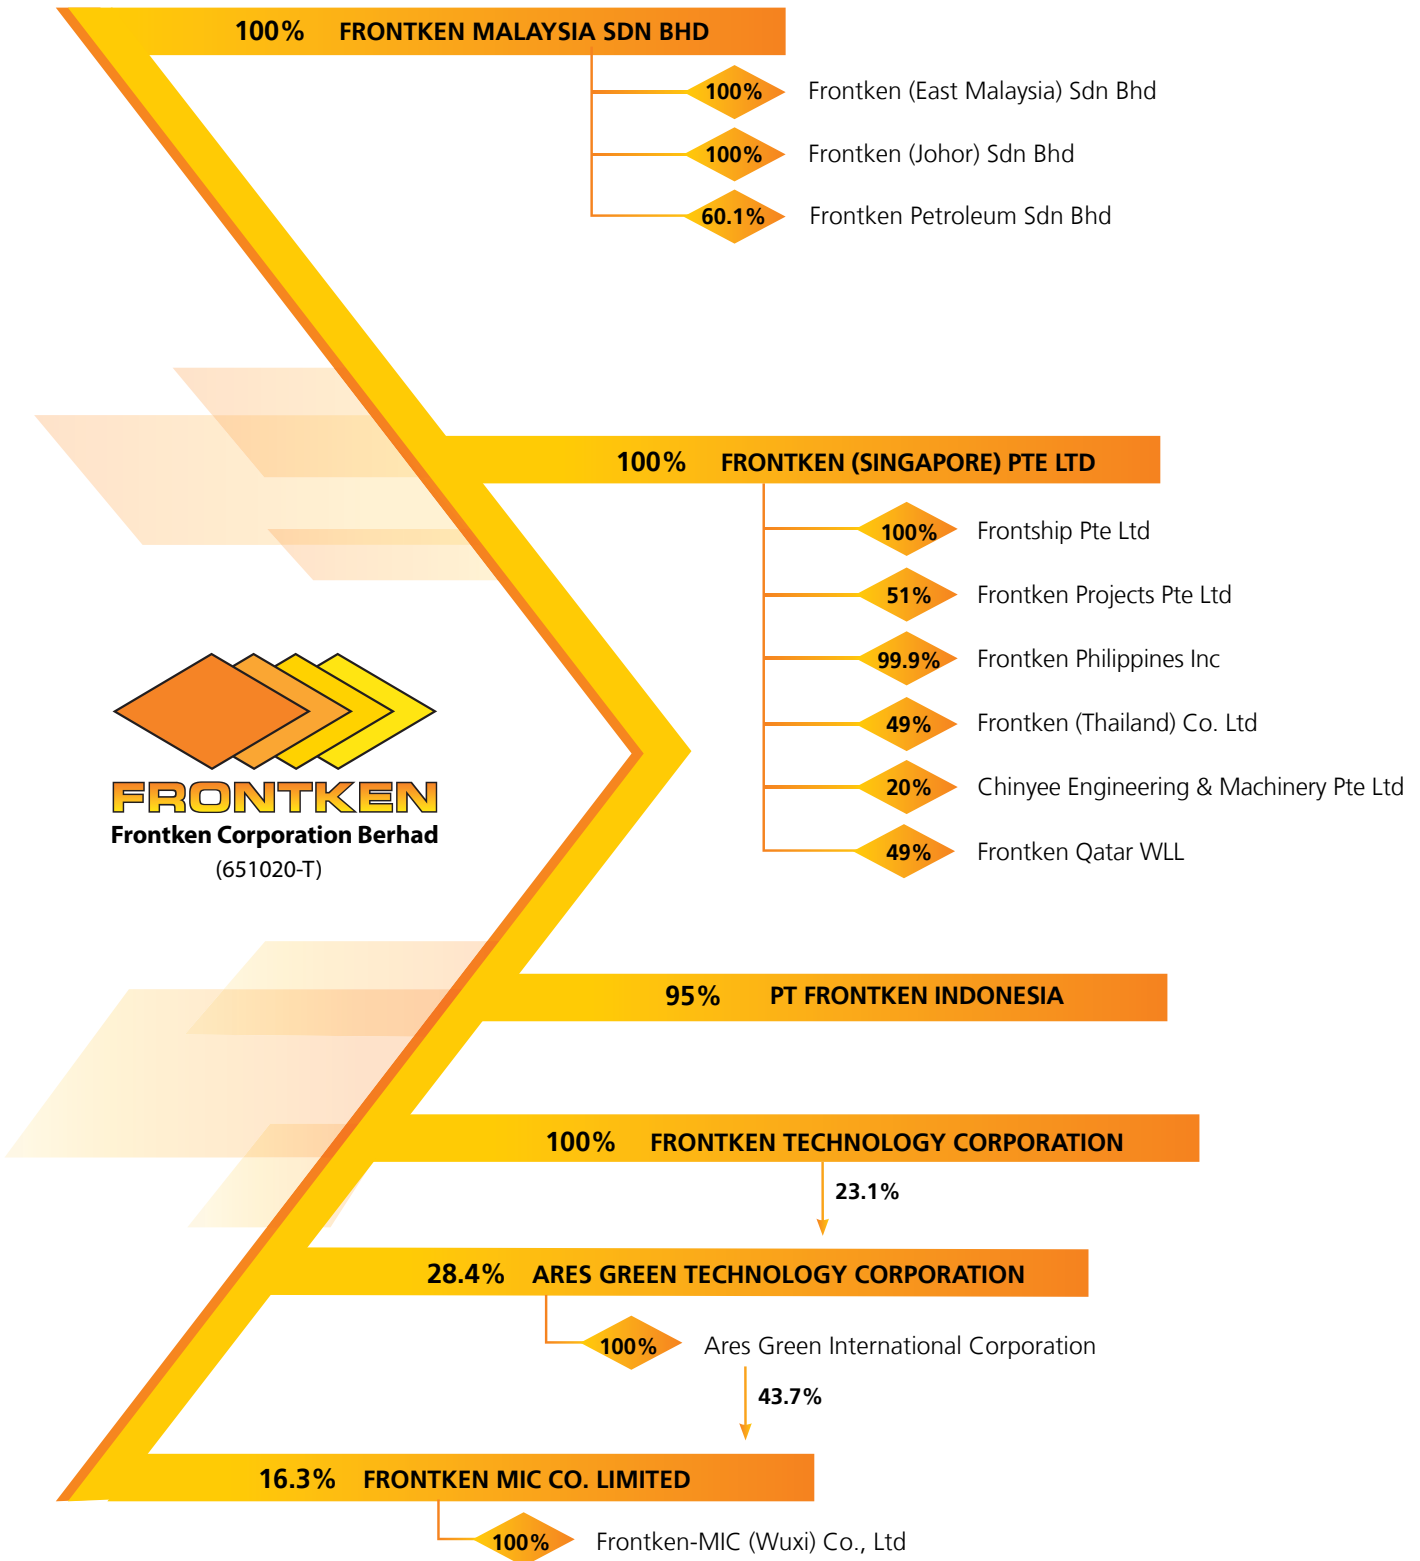 100% FRONTKEN MALAYSIA SDN BHD
100% Frontken (East Malaysia) Sdn Bhd
100% Frontken (Johor) Sdn Bhd
60.1% Frontken Petroleum Sdn Bhd
100% FRONTKEN (SINGAPORE) PTE LTD
100% Frontship Pte Ltd
51% Frontken Projects Pte Ltd
99.9% Frontken Philippines Inc
49% Frontken (Thailand) Co. Ltd
20% Chinyee Engineering & Machinery Pte Ltd
49% Frontken Qatar WLL
FRONTKEN
Frontken Corporation Berhad
(651020-T)
95% PT FRONTKEN INDONESIA
100% FRONTKEN TECHNOLOGY CORPORATION
23.1%
28.4% ARES GREEN TECHNOLOGY CORPORATION
100% Ares Green International Corporation
43.7%
16.3% FRONTKEN MIC CO. LIMITED
100% Frontken-MIC (Wuxi) Co., Ltd